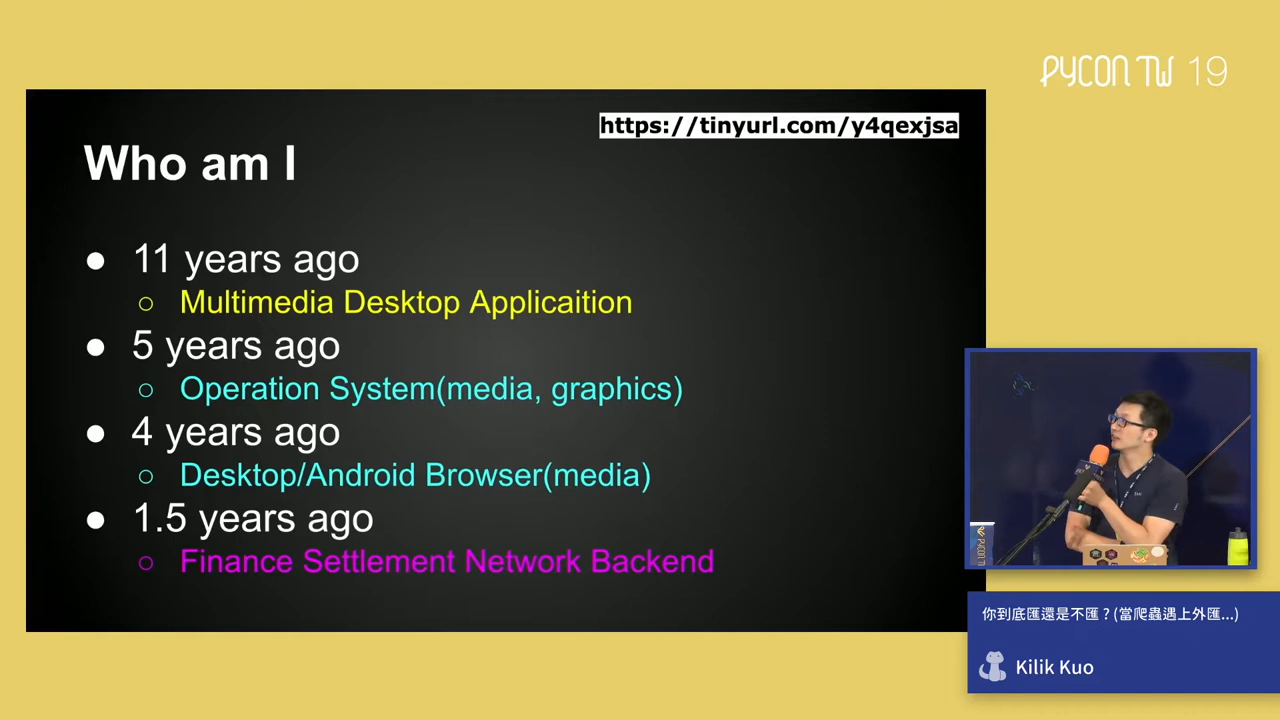 PYCON TW 19
https://tinyurl.com/y4qexjsa
Who am I
● 11 years ago
○ Multimedia Desktop Applicaition
● 5 years ago
○ Operation System(media, graphics)
● 4 years ago
○ Desktop/Android Browser(media)
● 1.5 years ago
○ Finance Settlement Network Backend
PYCON TW
你到底匯還是不匯？(當爬蟲遇上外匯...)
Kilik Kuo